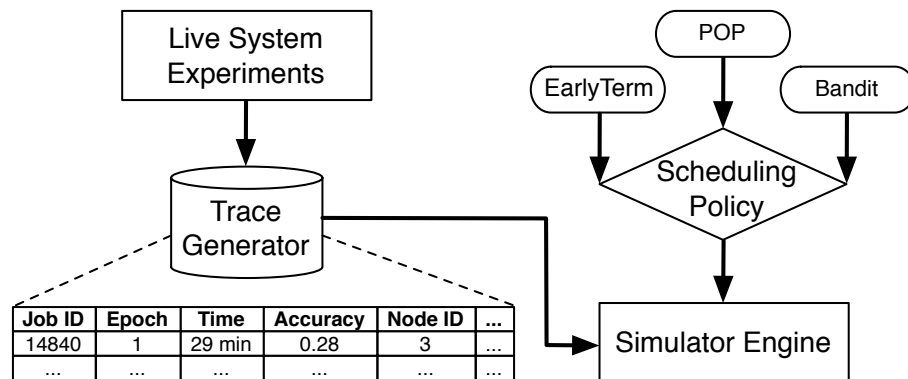 Live System
Experiments
POP
EarlyTerm
Bandit
Scheduling
Policy
Trace
Generator
Job ID Epoch Time Accuracy Node ID ...
14840 1 29 min 0.28 3 ...
... ... ... ... ... ...
Simulator Engine